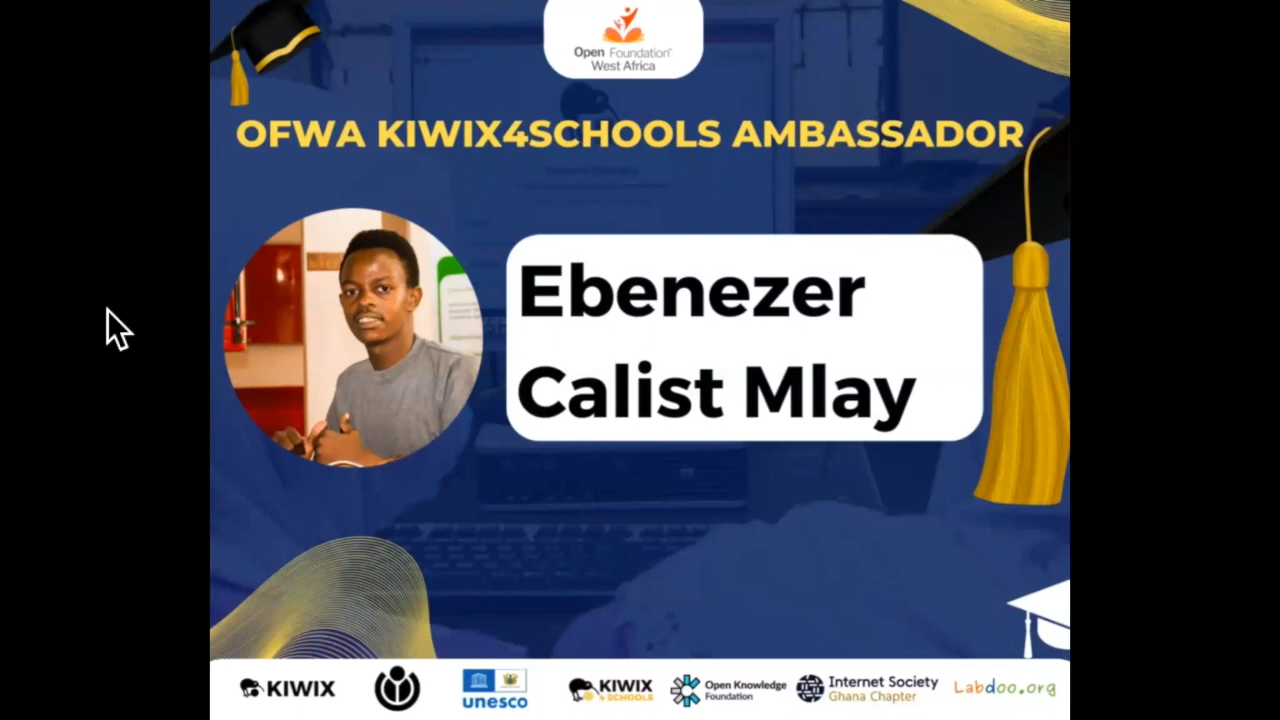 Open Foundation
West Africa
OFWA KIWIX4SCHOOLS AMBASSADOR
Ebenezer
Calist Mlay
KIWIX
unesco
KIWIX
4 SCHOOLS
Open Knowledge
Foundation
Internet Society
Ghana Chapter
Labdoo.org